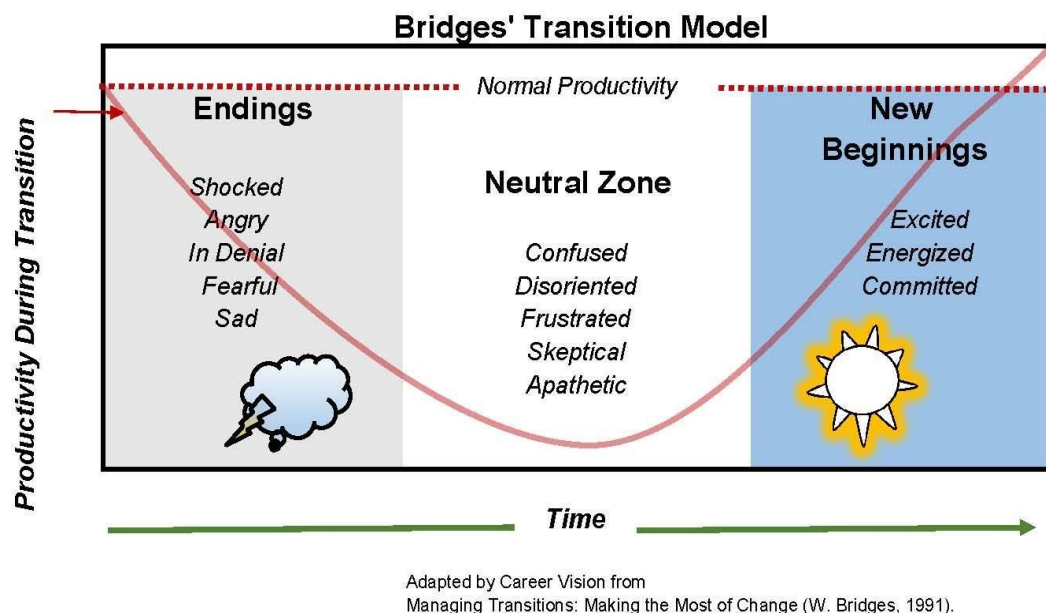 Bridges' Transition Model
Normal Productivity
Endings
Shocked
Angry
In Denial
Fearful
Sad
Neutral Zone
Confused
Disoriented
Frustrated
Skeptical
Apathetic
New
Beginnings
Excited
Energized
Committed
Productivity During Transition
Time
Adapted by Career Vision from
Managing Transitions: Making the Most of Change (W. Bridges, 1991).